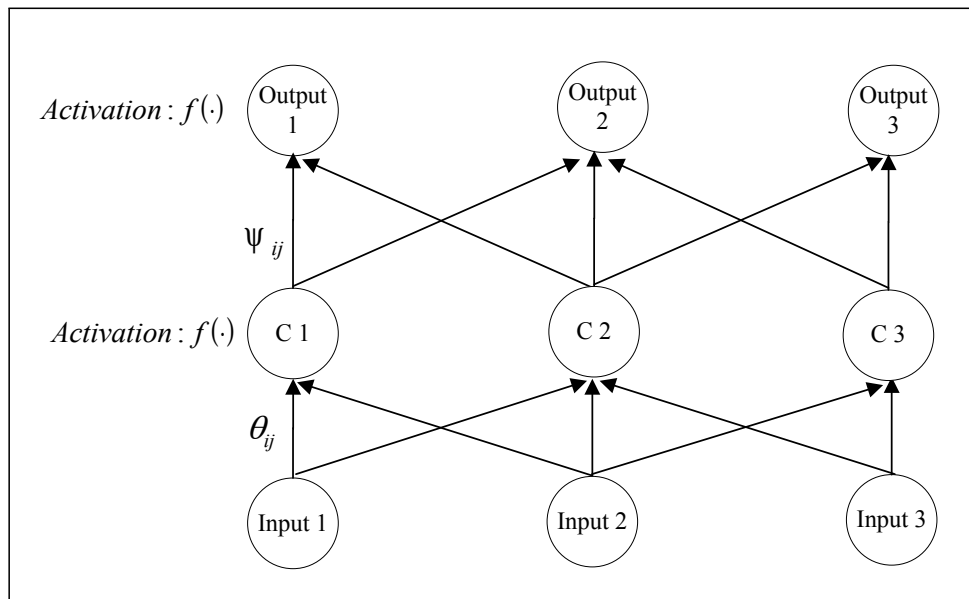 Activation : f(·)
Output 1
Output 2
Output 3
ψ ij
Activation : f(·)
C 1
C 2
C 3
θij
Input 1
Input 2
Input 3